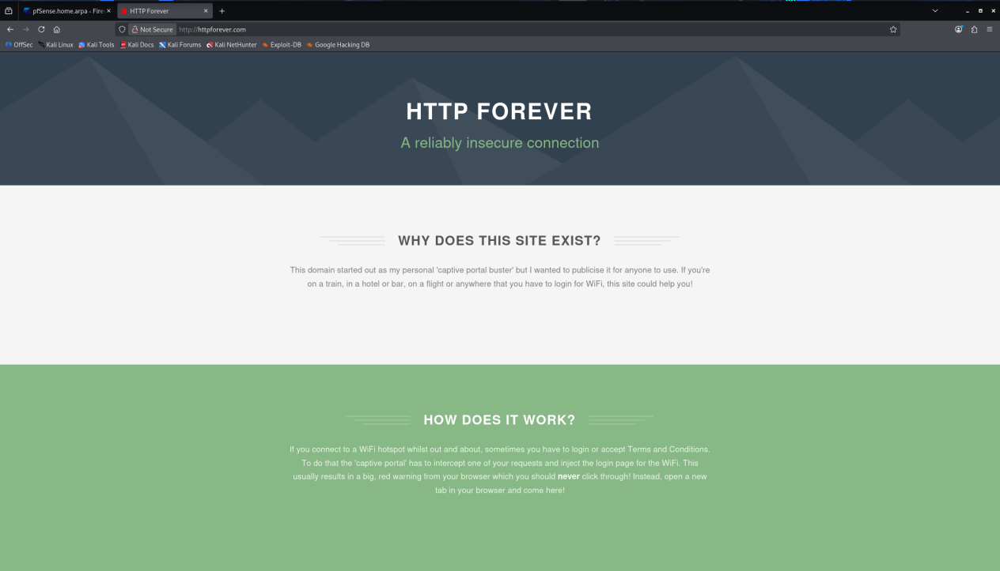 pfSense.home.arpa - Fire
HTTP Forever
Not Secure
http://httpforever.com
OffSec
Kali Linux
Kali Tools
Kali Docs
Kali Forums
Kali NetHunter
Exploit-DB
Google Hacking DB
HTTP FOREVER
A reliably insecure connection
WHY DOES THIS SITE EXIST?
This domain started out as my personal 'captive portal buster' but I wanted to publicise it for anyone to use. If you're
on a train, in a hotel or bar, on a flight or anywhere that you have to login for WiFi, this site could help you!
HOW DOES IT WORK?
If you connect to a WiFi hotspot whilst out and about, sometimes you have to login or accept Terms and Conditions.
To do that the 'captive portal' has to intercept one of your requests and inject the login page for the WiFi. This
usually results in a big, red warning from your browser which you should never click through! Instead, open a new
tab in your browser and come here!